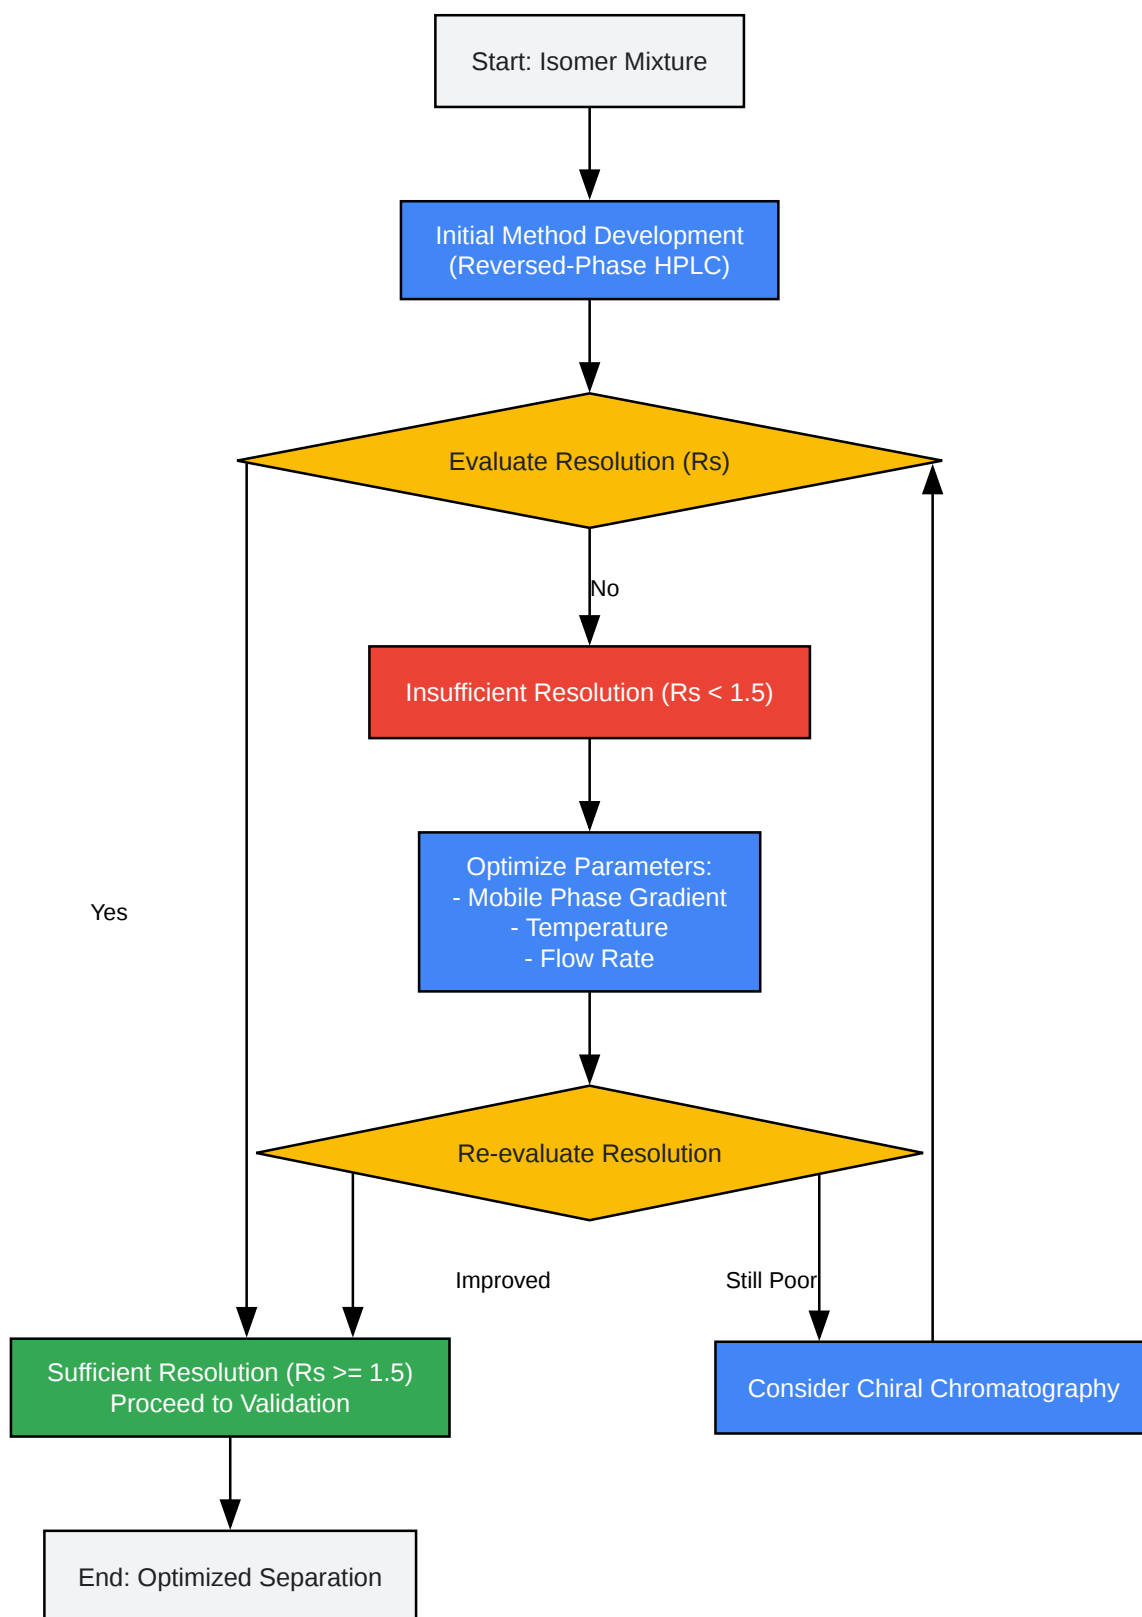 Start: Isomer Mixture
Initial Method Development
(Reversed-Phase HPLC)
Evaluate Resolution (Rs)
No
Insufficient Resolution (Rs < 1.5)
Optimize Parameters:
- Mobile Phase Gradient
- Temperature
- Flow Rate
Yes
Re-evaluate Resolution
Improved
Still Poor
Sufficient Resolution (Rs >= 1.5)
Proceed to Validation
Consider Chiral Chromatography
End: Optimized Separation